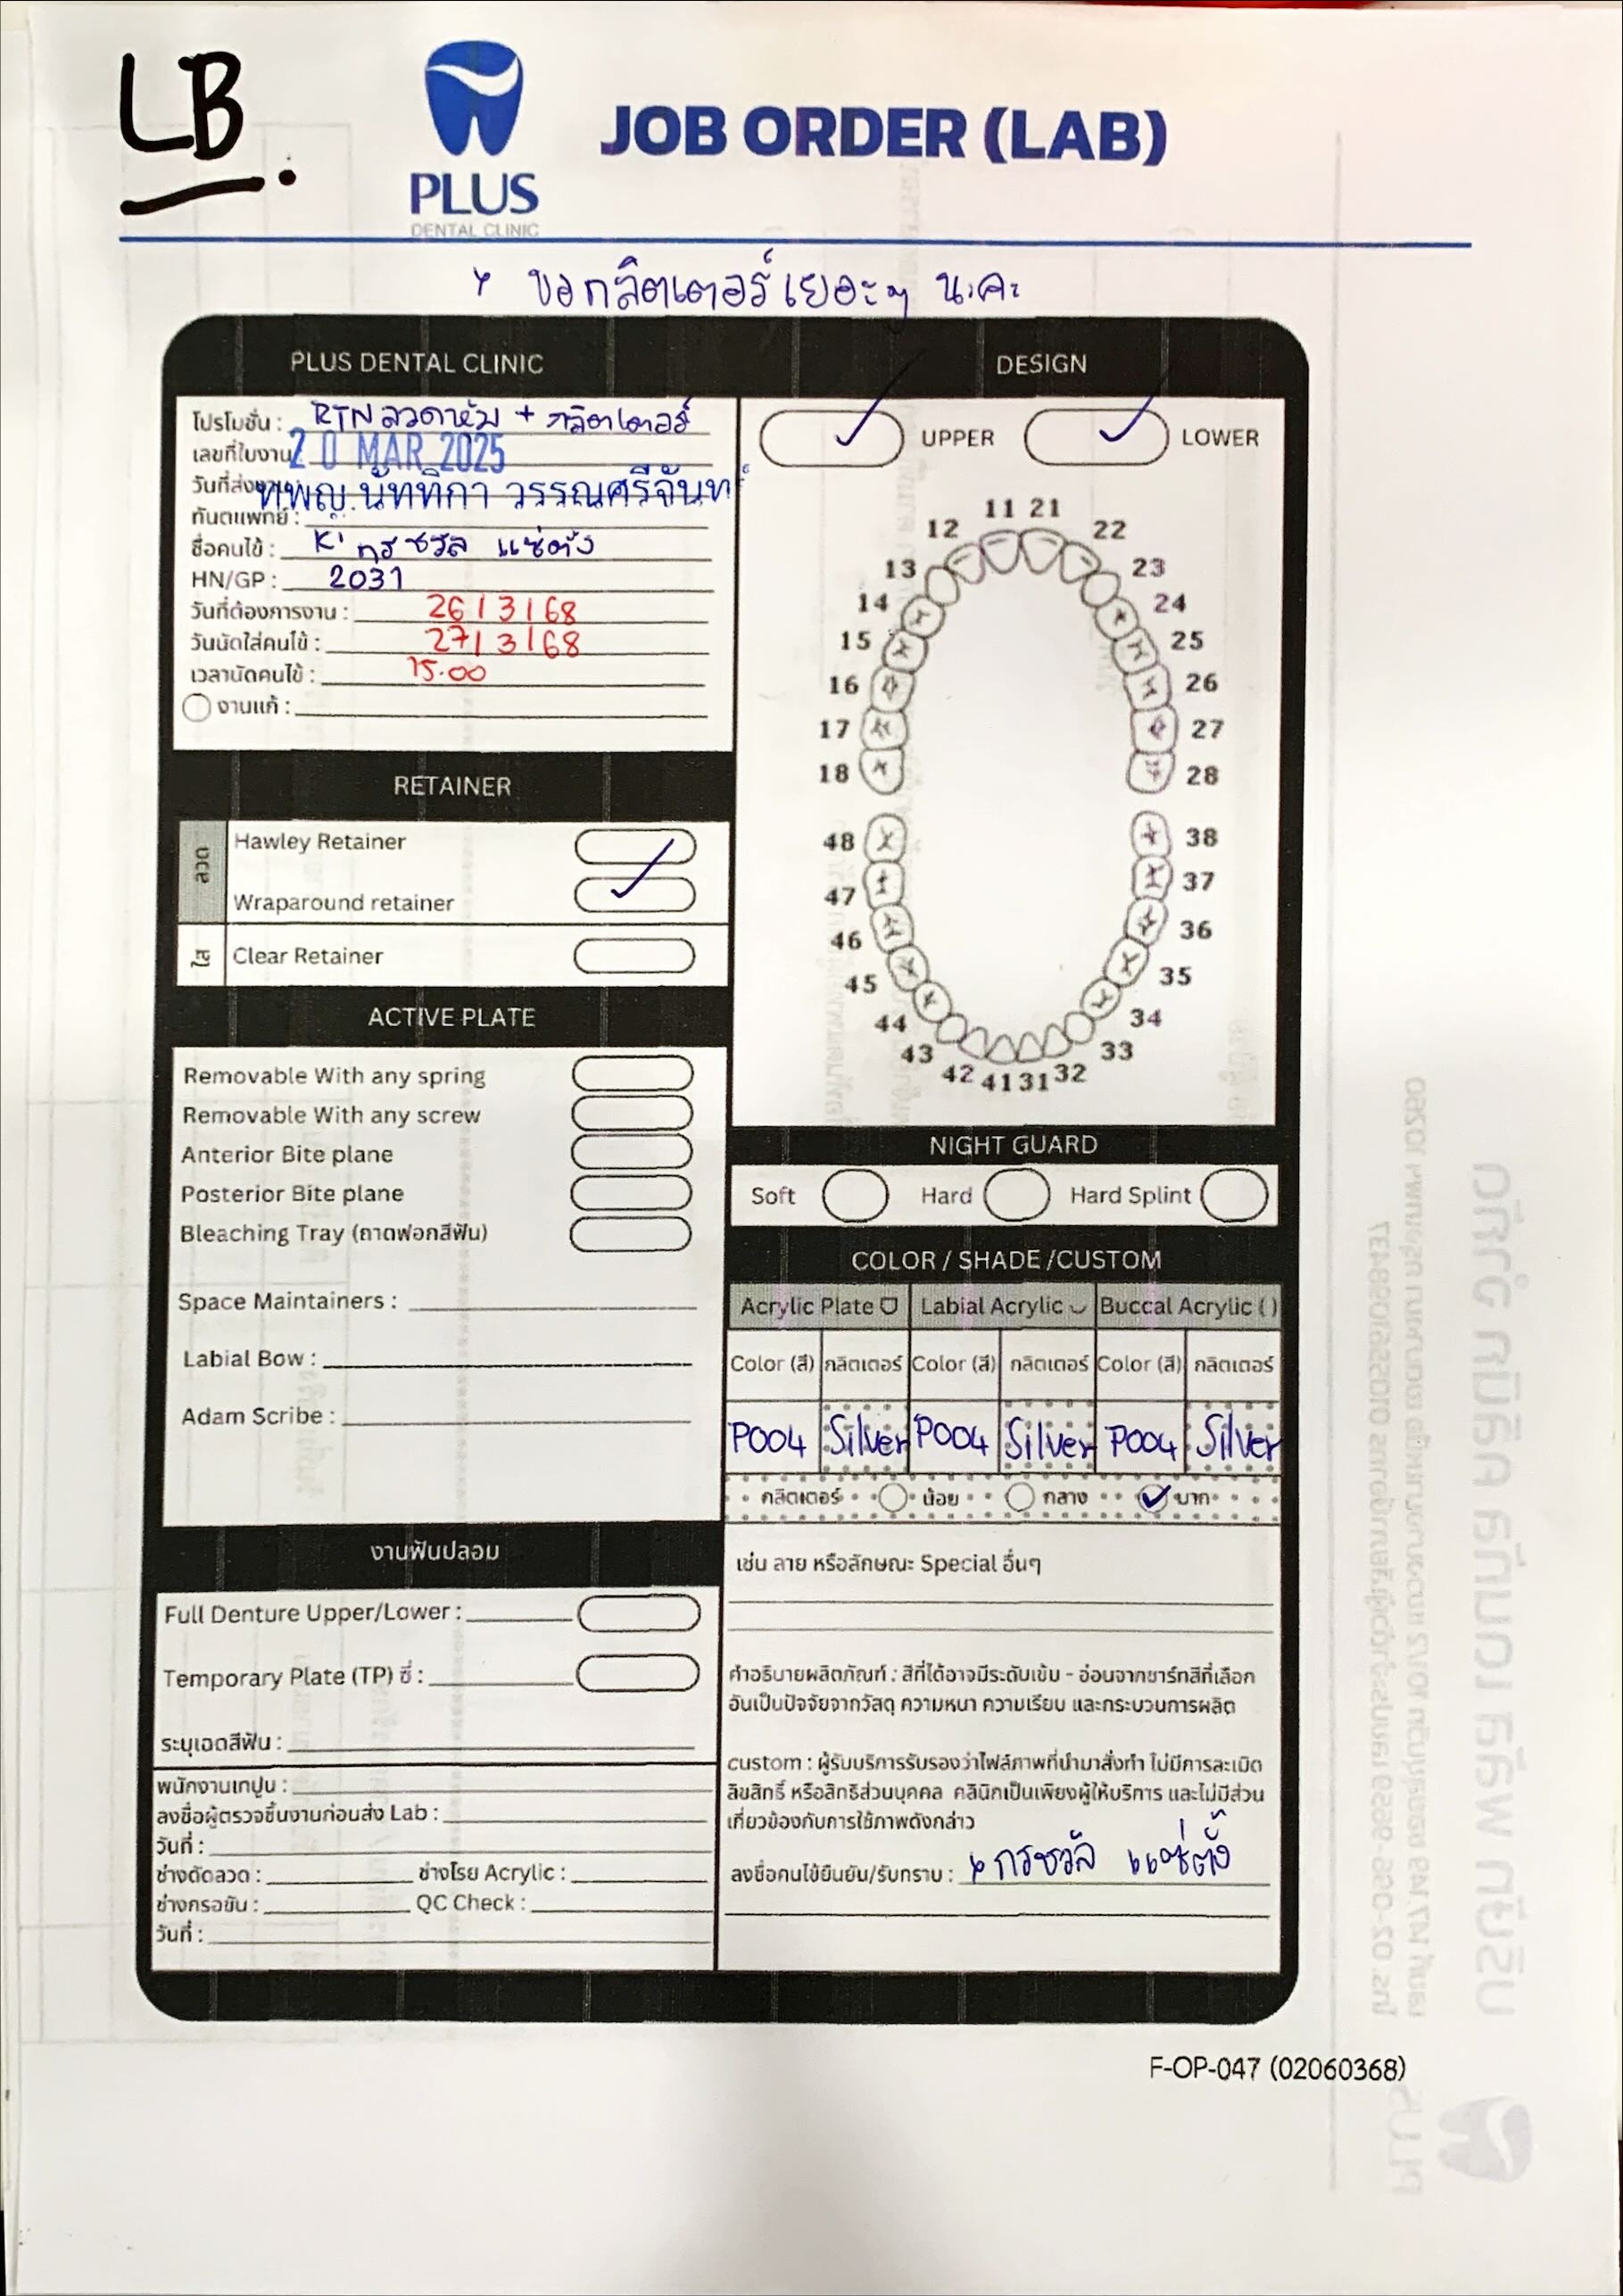 LB.
PLUS
DENTAL CLINIC
JOB ORDER (LAB)
* ขอกลิตเตอร์เยอะๆ นะคะ
PLUS DENTAL CLINIC
โปรโมชั่น : RTN ลวดาหุ้ม + กลิตเตอร์
เลขที่ใบงาน
20 MAR 2025
วันที่ส่งงาน
ทพญ.นัททิกา วรรณศรีจันทร์
ทันตแพทย์ :
ชื่อคนไข้ : K' กรชวัล แซ่ตั้ง
HN/GP : 2031
วันที่ต้องการงาน : 26/3/68
วันนัดใส่คนไข้ : 27/3/68
เวลานัดคนไข้ : 15.00
งานแก้ :
RETAINER
ลวด
Hawley Retainer
Wraparound retainer
ใส
Clear Retainer
ACTIVE PLATE
Removable With any spring
Removable With any screw
Anterior Bite plane
Posterior Bite plane
Bleaching Tray (ถาดฟอกสีฟัน)
Space Maintainers :
Labial Bow :
Adam Scribe :
งานฟันปลอม
Full Denture Upper/Lower :
Temporary Plate (TP) ซี่ :
ระบุเฉดสีฟัน :
พนักงานเทปูน :
ลงชื่อผู้ตรวจชิ้นงานก่อนส่ง Lab :
วันที่ :
ช่างดัดลวด : ช่างโรย Acrylic :
ช่างกรอขัน : QC Check :
วันที่ :
DESIGN
UPPER LOWER
11 21
12 22
13 23
14 24
15 25
16 26
17 27
18 28
48 38
47 37
46 36
45 35
44 34
43 33
42 41 31 32
NIGHT GUARD
Soft Hard Hard Splint
COLOR / SHADE /CUSTOM
Acrylic Plate Labial Acrylic Buccal Acrylic ( )
Color (สี) กลิตเตอร์ Color (สี) กลิตเตอร์ Color (สี) กลิตเตอร์
P004 Silver P004 Silver P004 Silver
กลิตเตอร์ น้อย กลาง มาก
เช่น ลาย หรือลักษณะ Special อื่นๆ
คำอธิบายผลิตภัณฑ์ : สีที่ได้อาจมีระดับเข้ม - อ่อนจากชาร์ทสีที่เลือก
อันเป็นปัจจัยจากวัสดุ ความหนา ความเรียบ และกระบวนการผลิต
custom : ผู้รับบริการรับรองว่าไฟล์ภาพที่นำมาสั่งทำ ไม่มีการละเมิด
ลิขสิทธิ์ หรือสิทธิส่วนบุคคล คลินิกเป็นเพียงผู้ให้บริการ และไม่มีส่วน
เกี่ยวข้องกับการใช้ภาพดังกล่าว
ลงชื่อคนไข้ยืนยัน/รับทราบ : กรชวัล แซ่ตั้ง
F-OP-047 (02060368)